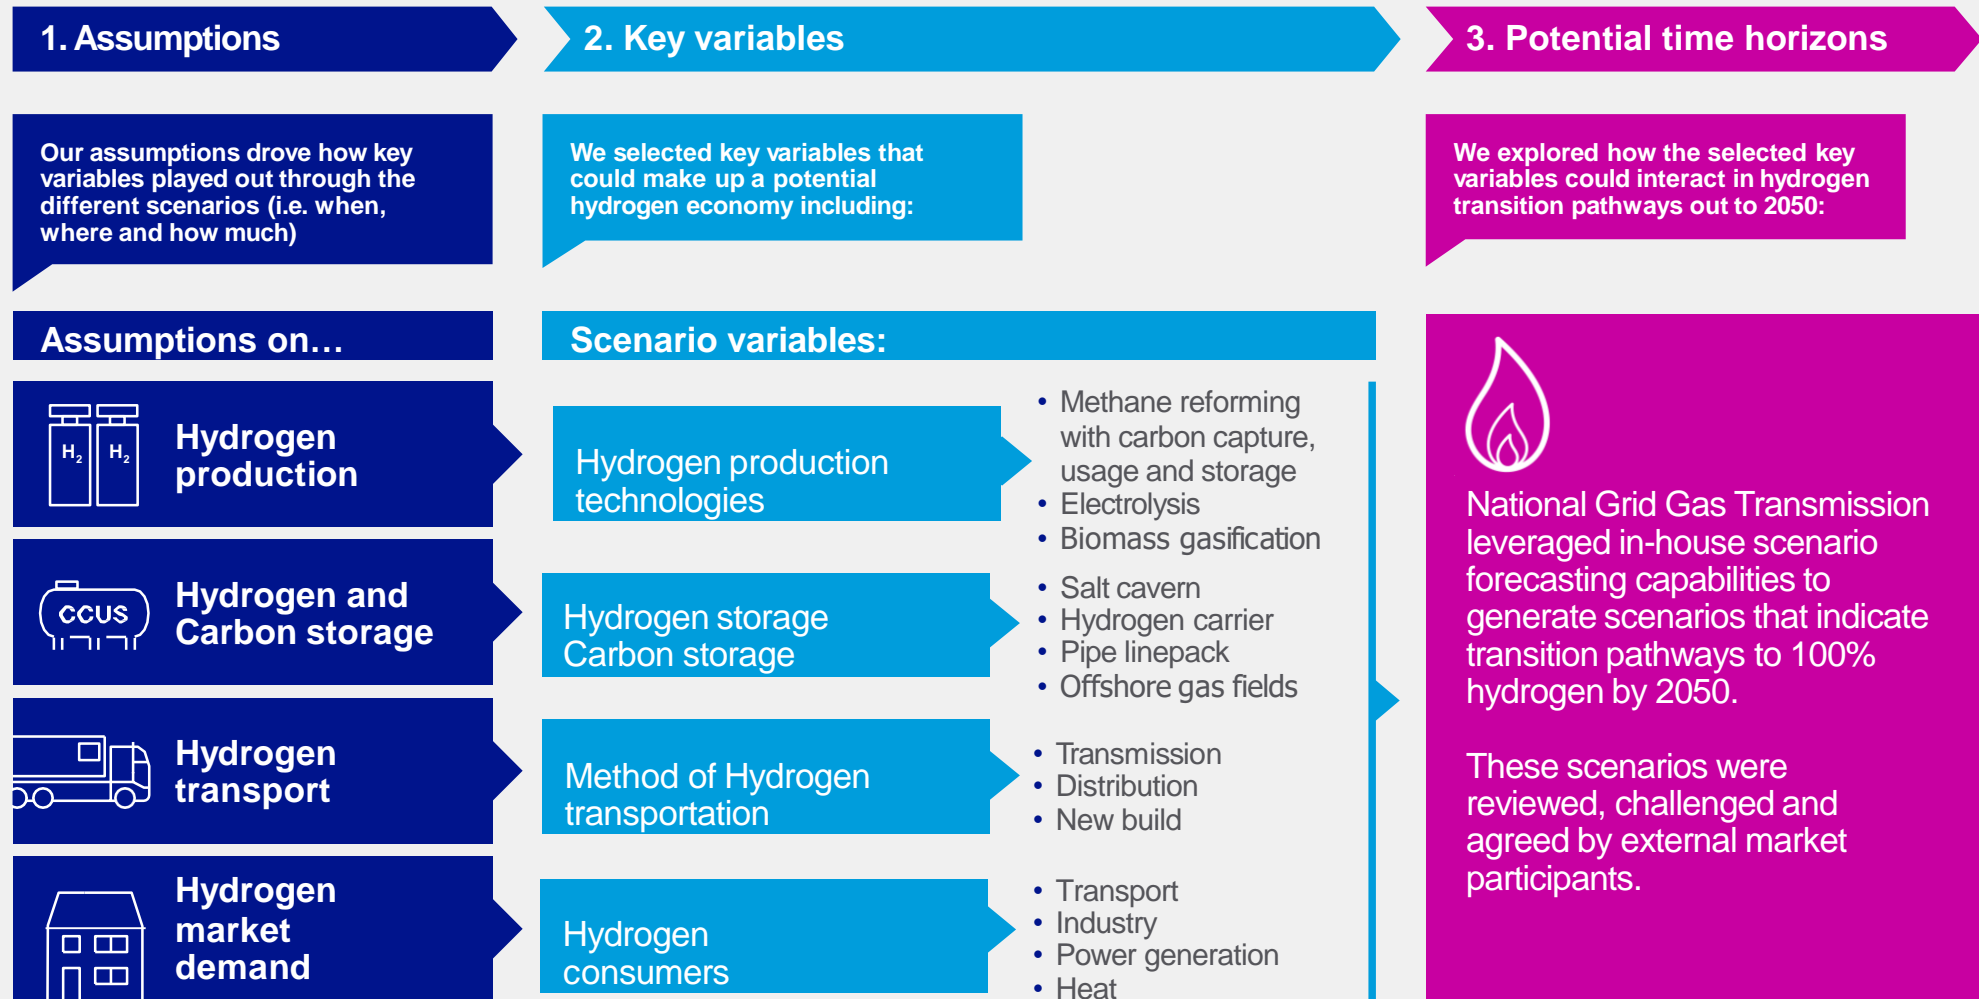 1. Assumptions
2. Key variables
3. Potential time horizons
Our assumptions drove how key
variables played out through the
different scenarios (i.e. when,
where and how much)
We selected key variables that
could make up a potential
hydrogen economy including:
We explored how the selected key
variables could interact in hydrogen
transition pathways out to 2050:
Assumptions on…
H₂ H₂
Hydrogen
production
CCUS
Hydrogen and
Carbon storage
Hydrogen
transport
Hydrogen
market
demand
Scenario variables:
Hydrogen production
technologies
• Methane reforming
with carbon capture,
usage and storage
• Electrolysis
• Biomass gasification
Hydrogen storage
Carbon storage
• Salt cavern
• Hydrogen carrier
• Pipe linepack
• Offshore gas fields
Method of Hydrogen
transportation
• Transmission
• Distribution
• New build
Hydrogen
consumers
• Transport
• Industry
• Power generation
• Heat
National Grid Gas Transmission
leveraged in-house scenario
forecasting capabilities to
generate scenarios that indicate
transition pathways to 100%
hydrogen by 2050.
These scenarios were
reviewed, challenged and
agreed by external market
participants.